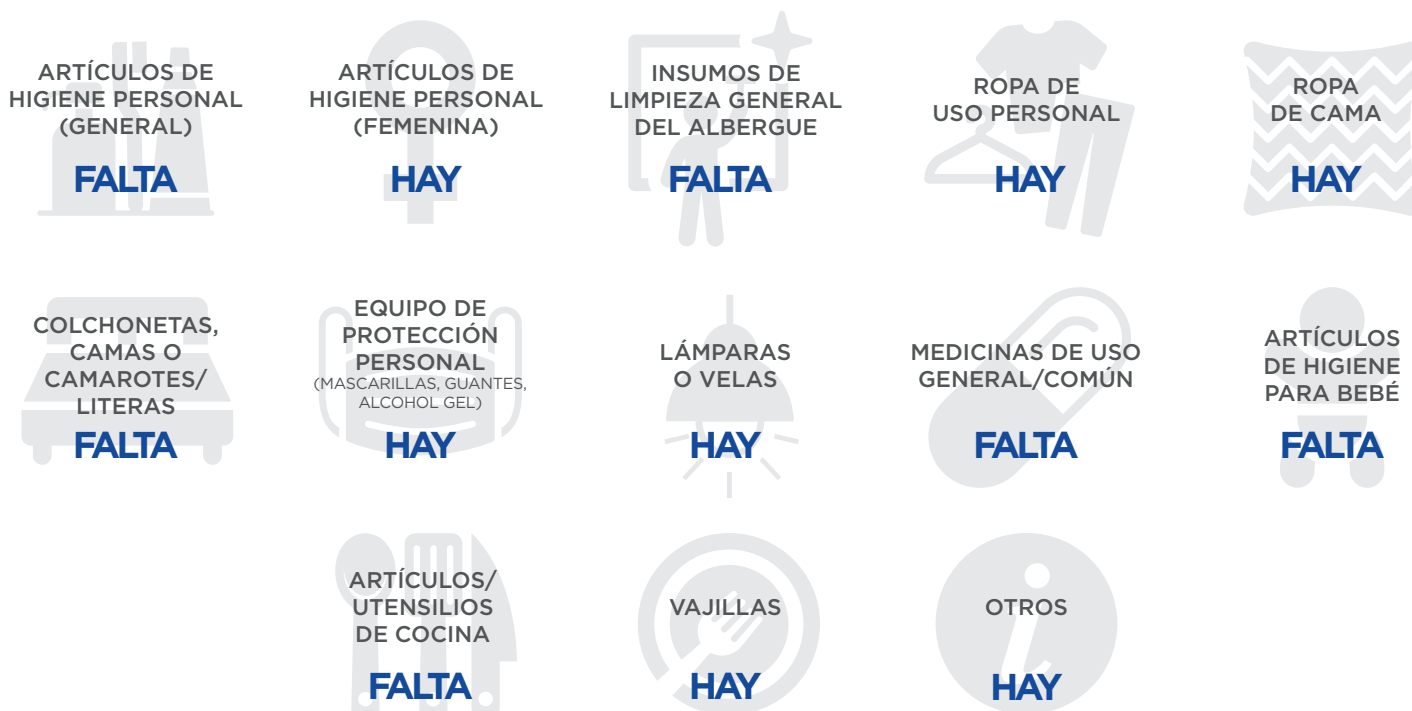 ARTÍCULOS DE
HIGIENE PERSONAL
(GENERAL)
FALTA
ARTÍCULOS DE
HIGIENE PERSONAL
(FEMENINA)
HAY
INSUMOS DE
LIMPIEZA GENERAL
DEL ALBERGUE
FALTA
ROPA DE
USO PERSONAL
HAY
ROPA
DE CAMA
HAY
COLCHONETAS,
CAMAS O
CAMAROTES/
LITERAS
FALTA
EQUIPO DE
PROTECCIÓN
PERSONAL
(MASCARILLAS, GUANTES,
ALCOHOL GEL)
HAY
LÁMPARAS
O VELAS
HAY
MEDICINAS DE USO
GENERAL/COMÚN
FALTA
ARTÍCULOS
DE HIGIENE
PARA BEBÉ
FALTA
ARTÍCULOS/
UTENSILIOS
DE COCINA
FALTA
VAJILLAS
HAY
OTROS
HAY